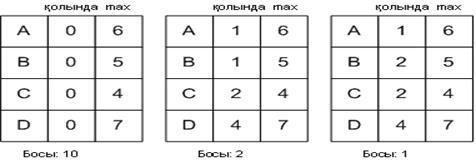 қолында max
A 0 6
B 0 5
C 0 4
D 0 7
Босы: 10
қолында max
A 1 6
B 1 5
C 2 4
D 4 7
Босы: 2
қолында max
A 1 6
B 2 5
C 2 4
D 4 7
Босы: 1